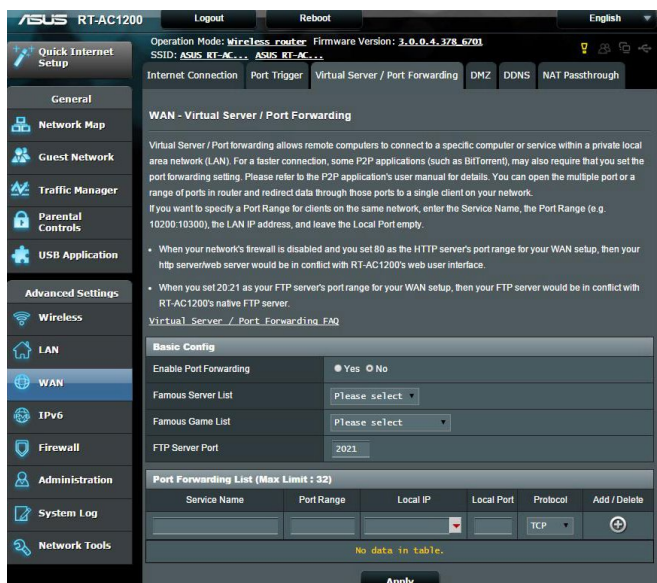 ASUS RT-AC1200 Logout Reboot English
Quick Internet Setup
Operation Mode: Wireless router Firmware Version: 3.0.0.4.378_6701
SSID: ASUS RT-AC... ASUS RT-AC...
Internet Connection Port Trigger Virtual Server / Port Forwarding DMZ DDNS NAT Passthrough
General
Network Map
Guest Network
Traffic Manager
Parental Controls
USB Application
Advanced Settings
Wireless
LAN
WAN
IPv6
Firewall
Administration
System Log
Network Tools
WAN - Virtual Server / Port Forwarding
Virtual Server / Port forwarding allows remote computers to connect to a specific computer or service within a private local
area network (LAN). For a faster connection, some P2P applications (such as BitTorrent), may also require that you set the
port forwarding setting. Please refer to the P2P application's user manual for details. You can open the multiple port or a
range of ports in router and redirect data through those ports to a single client on your network.
If you want to specify a Port Range for clients on the same network, enter the Service Name, the Port Range (e.g.
10200:10300), the LAN IP address, and leave the Local Port empty.
• When your network's firewall is disabled and you set 80 as the HTTP server's port range for your WAN setup, then your
http server/web server would be in conflict with RT-AC1200's web user interface.
• When you set 20:21 as your FTP server's port range for your WAN setup, then your FTP server would be in conflict with
RT-AC1200's native FTP server.
Virtual Server / Port Forwarding FAQ
Basic Config
Enable Port Forwarding Yes No
Famous Server List Please select
Famous Game List Please select
FTP Server Port 2021
Port Forwarding List (Max Limit : 32)
Service Name Port Range Local IP Local Port Protocol Add / Delete
TCP
No data in table.
Apply